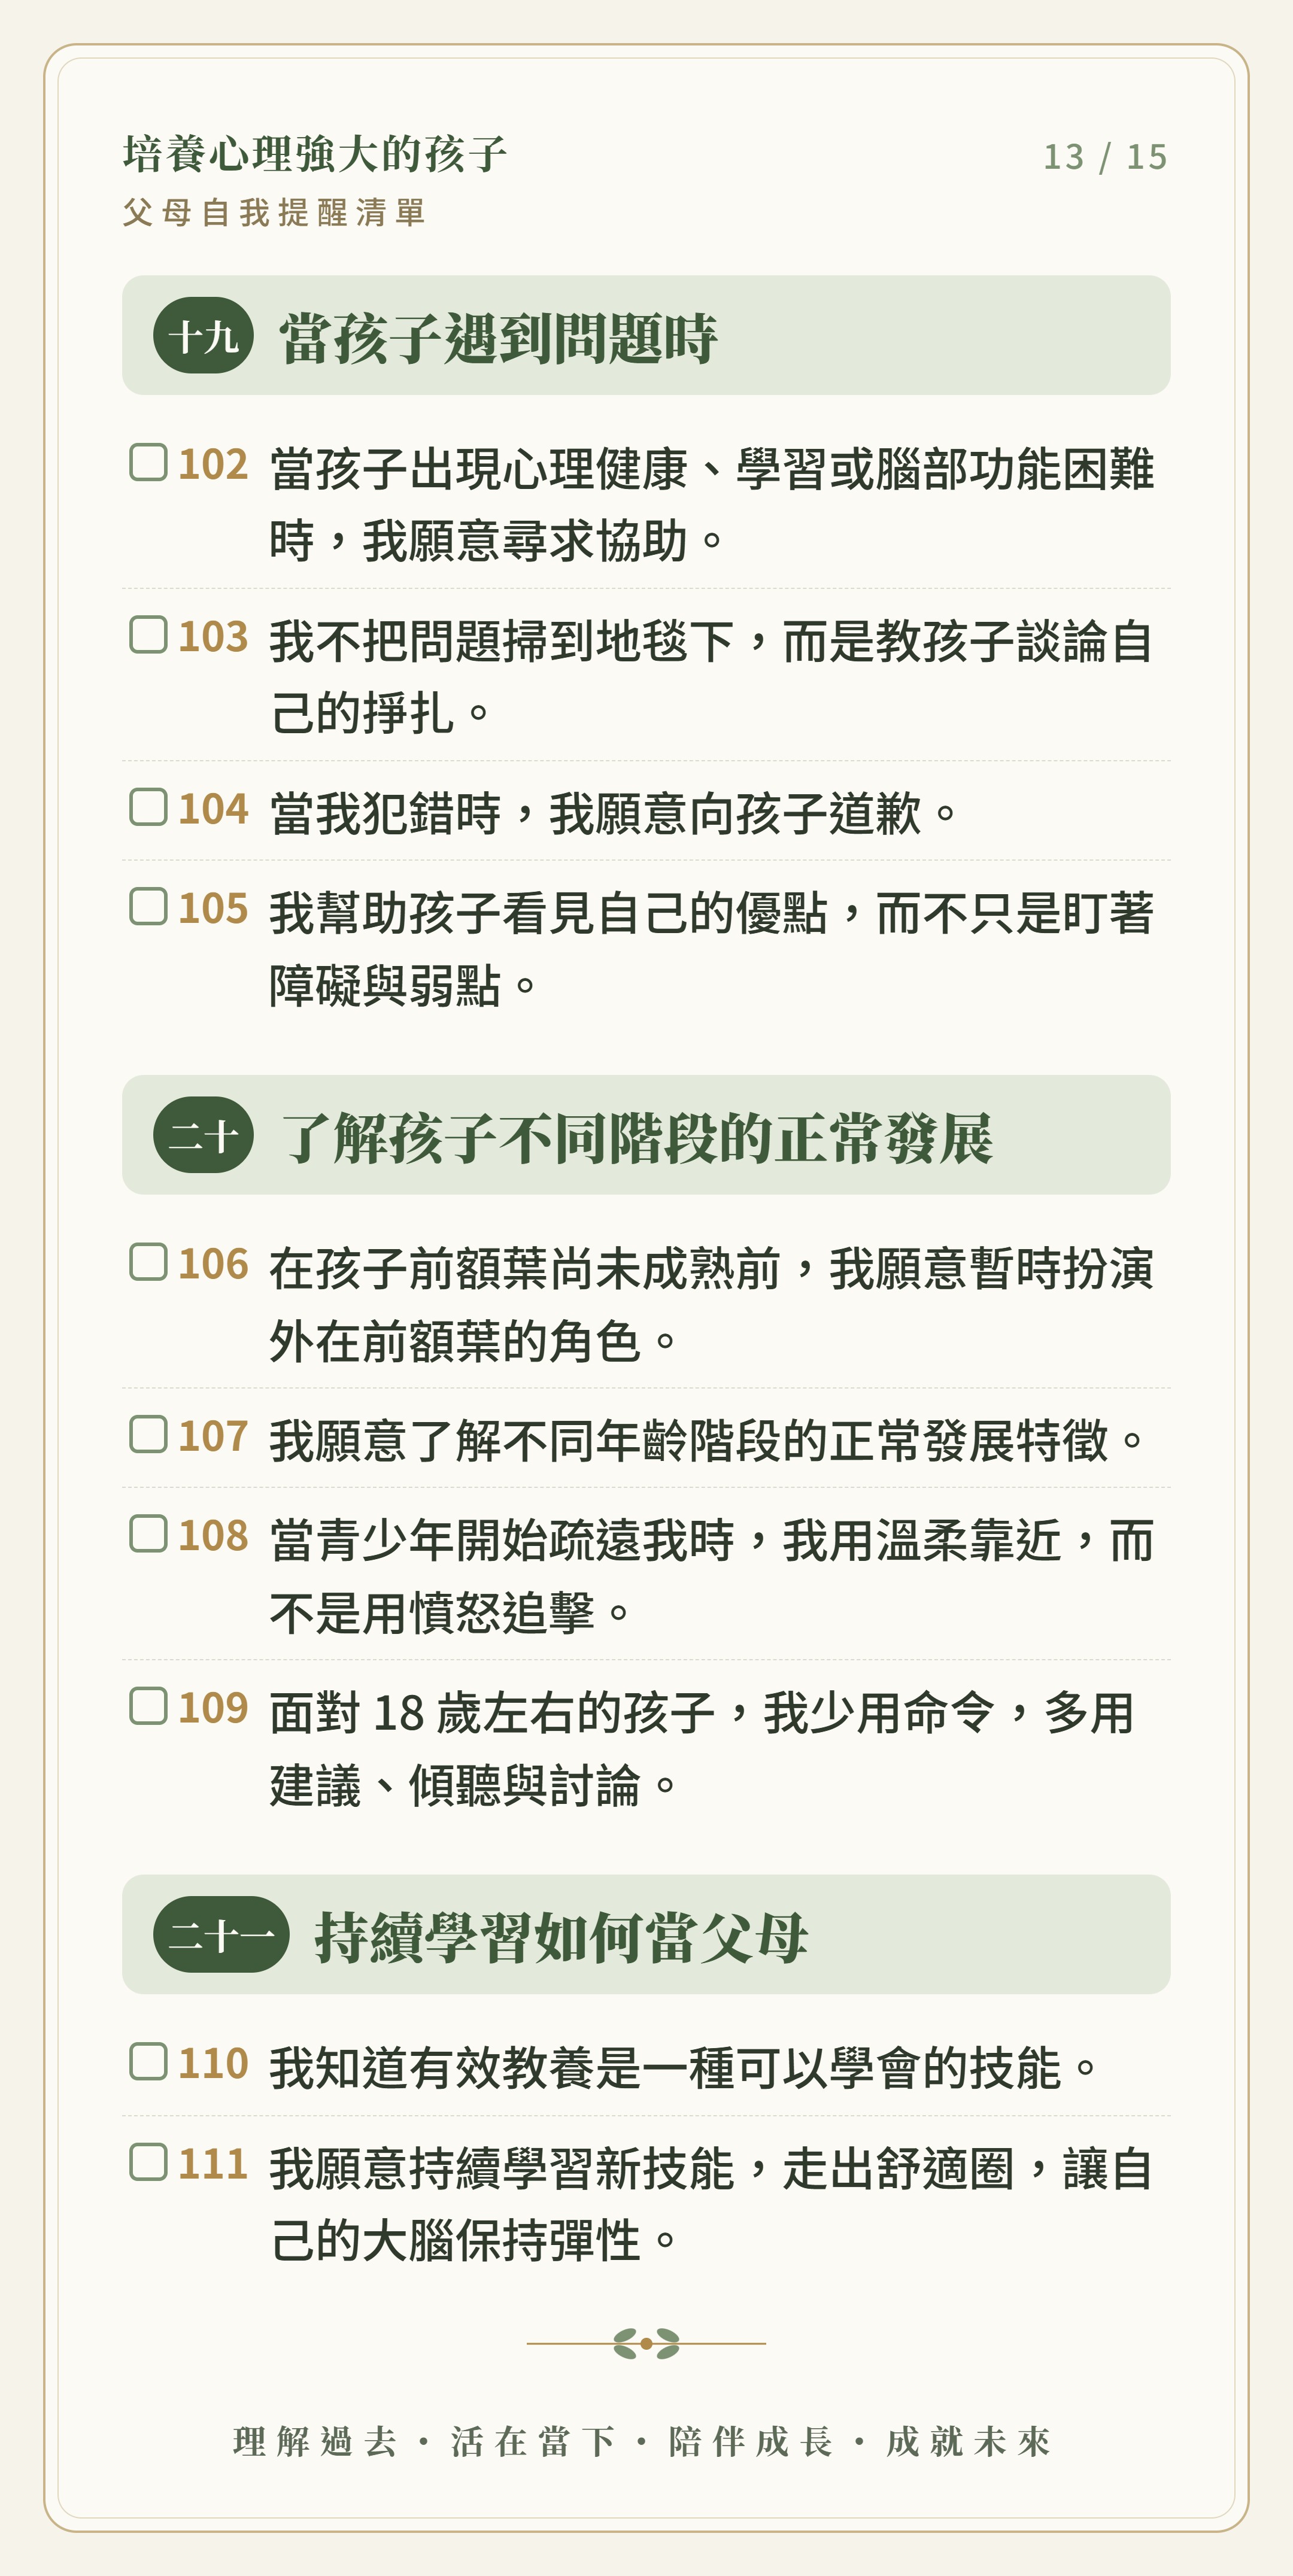 培養心理強大的孩子
13 / 15
父母自我提醒清單
十九 當孩子遇到問題時
102 當孩子出現心理健康、學習或腦部功能困難
時，我願意尋求協助。
103 我不把問題掃到地毯下，而是教孩子談論自
己的掙扎。
104 當我犯錯時，我願意向孩子道歉。
105 我幫助孩子看見自己的優點，而不只是盯著
障礙與弱點。
二十 了解孩子不同階段的正常發展
106 在孩子前額葉尚未成熟前，我願意暫時扮演
外在前額葉的角色。
107 我願意了解不同年齡階段的正常發展特徵。
108 當青少年開始疏遠我時，我用溫柔靠近，而
不是用憤怒追擊。
109 面對 18 歲左右的孩子，我少用命令，多用
建議、傾聽與討論。
二十一 持續學習如何當父母
110 我知道有效教養是一種可以學會的技能。
111 我願意持續學習新技能，走出舒適圈，讓自
己的大腦保持彈性。
理解過去・活在當下・陪伴成長・成就未來